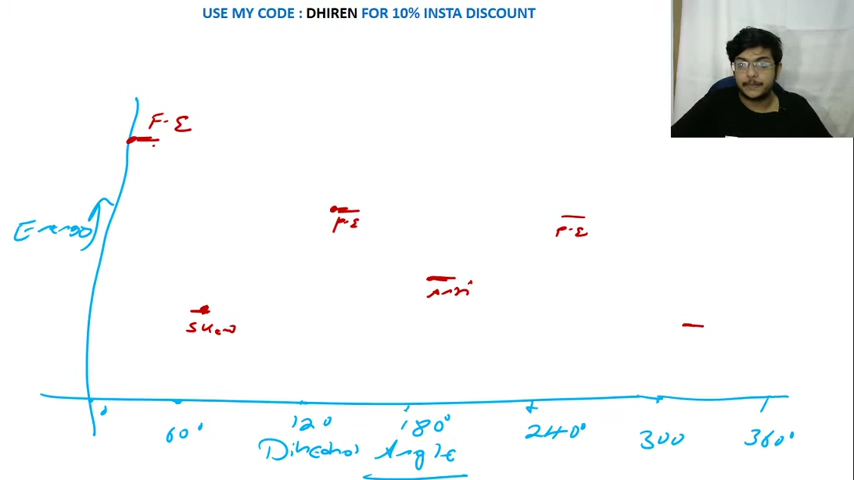 USE MY CODE : DHIREN FOR 10% INSTA DISCOUNT
F-E
Energy
F-E
F-E
Anti
Skew
0°
60°
120°
180°
240°
300
360°
Dihedral Angle